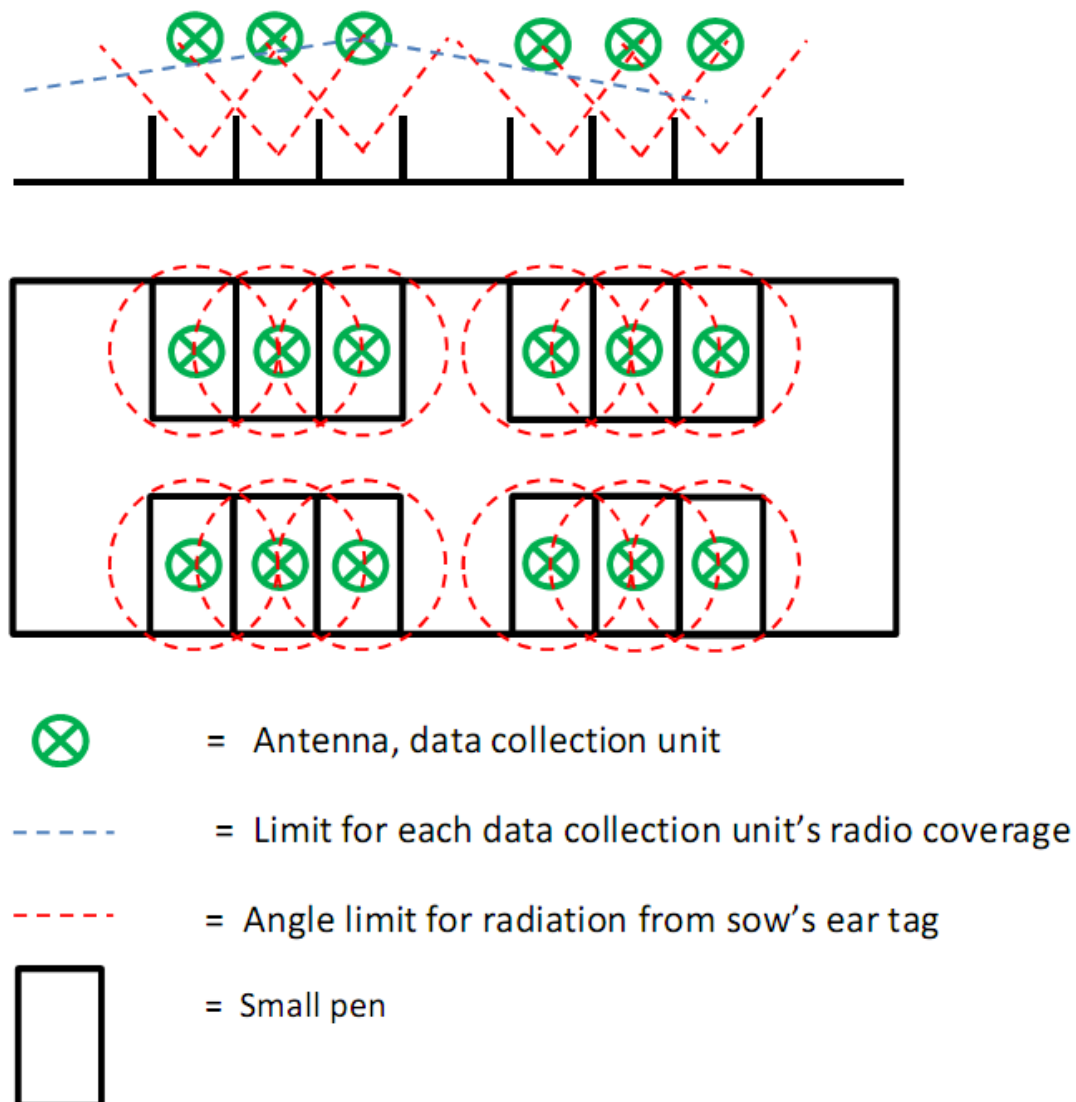 = Antenna, data collection unit
= Limit for each data collection unit’s radio coverage
= Angle limit for radiation from sow’s ear tag
= Small pen